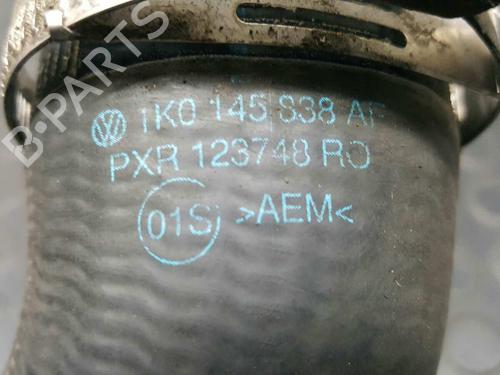 1K0 145 838 AF
PXR 123748 RO
01S >AEM<
B-PARTS